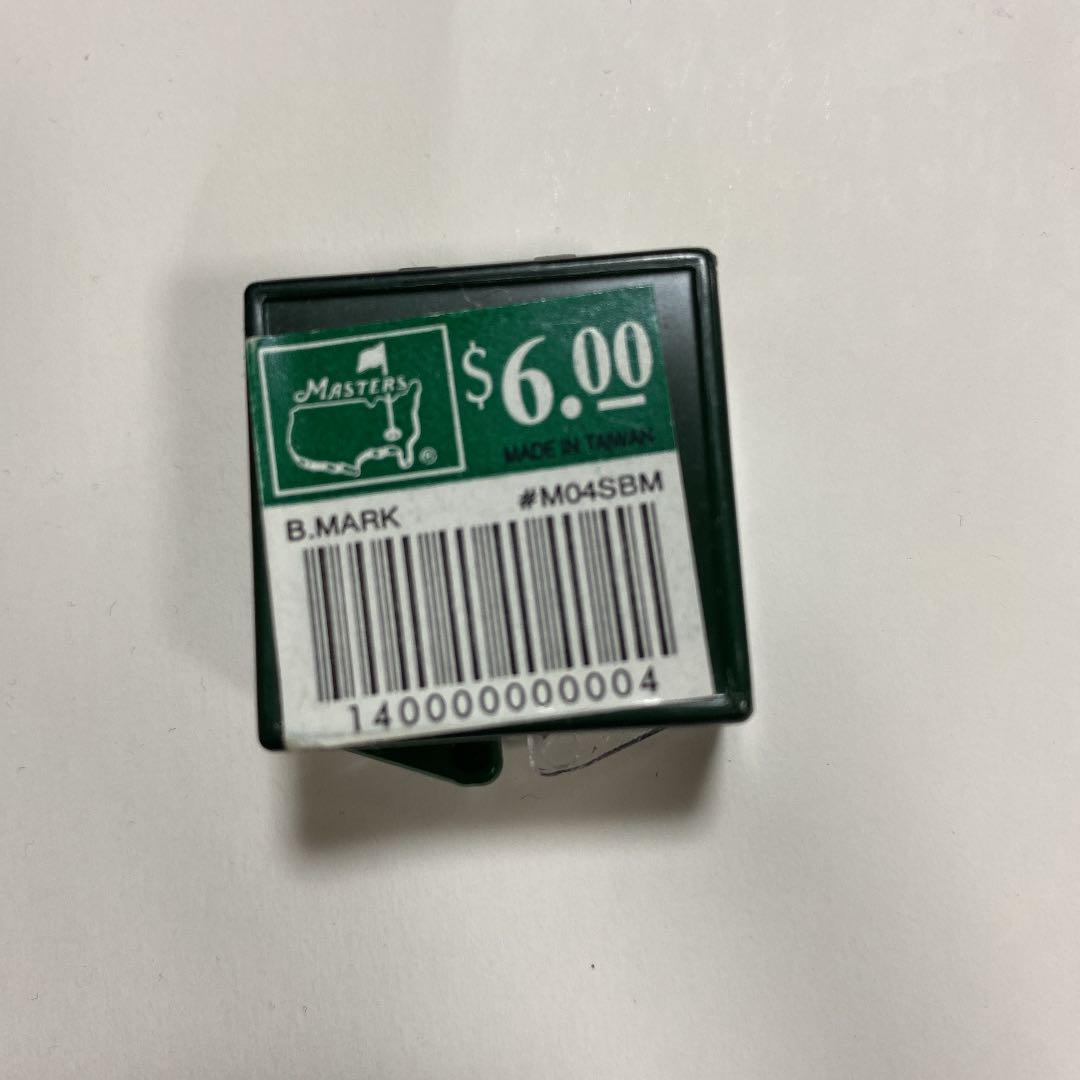 MASTERS ®
$6.00
MADE IN TAIWAN
B.MARK #M04SBM
140000000004